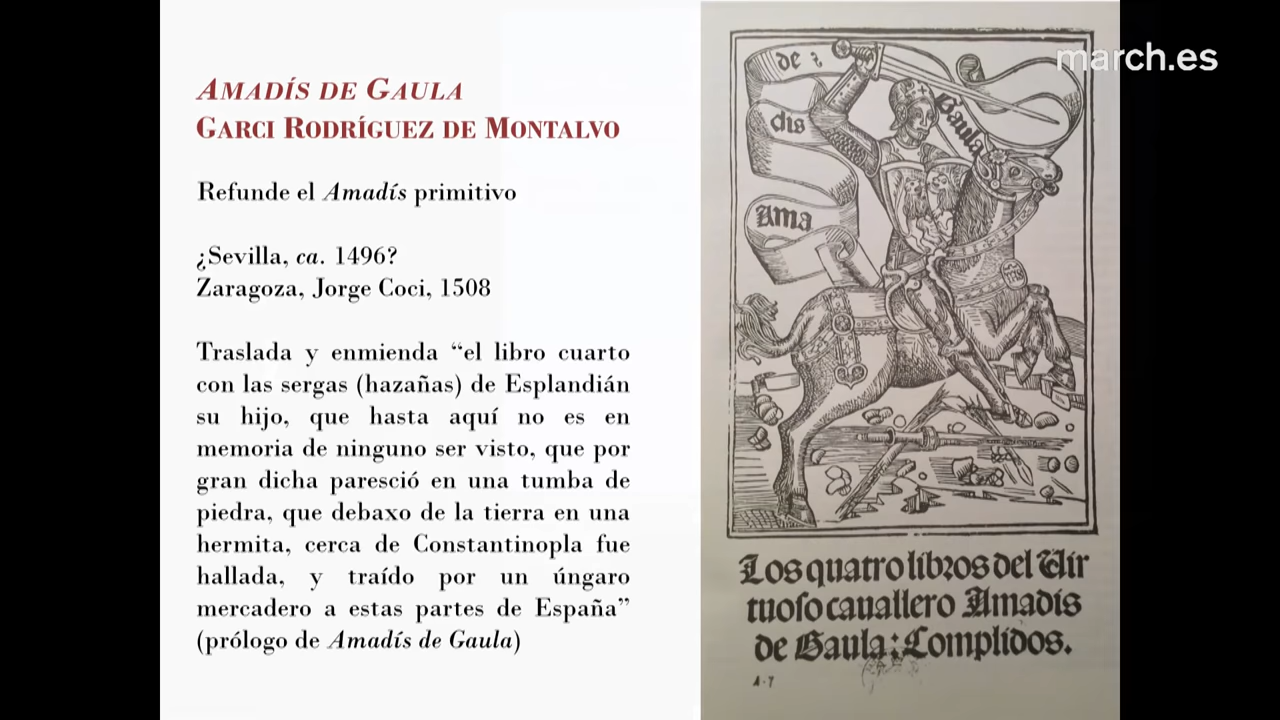 AMADÍS DE GAULA
GARCI RODRÍGUEZ DE MONTALVO
Refunde el Amadís primitivo
¿Sevilla, ca. 1496?
Zaragoza, Jorge Coci, 1508
Traslada y enmienda “el libro cuarto
con las sergas (hazañas) de Esplandián
su hijo, que hasta aquí no es en
memoria de ninguno ser visto, que por
gran dicha paresció en una tumba de
piedra, que debaxo de la tierra en una
hermita, cerca de Constantinopla fue
hallada, y traído por un úngaro
mercadero a estas partes de España”
(prólogo de Amadís de Gaula)
march.es
de
Gaula
dis
Ama
Los quatro libros del Uir
tuoſo cauallero Amadis
de Gaula: Complidos.
A-7